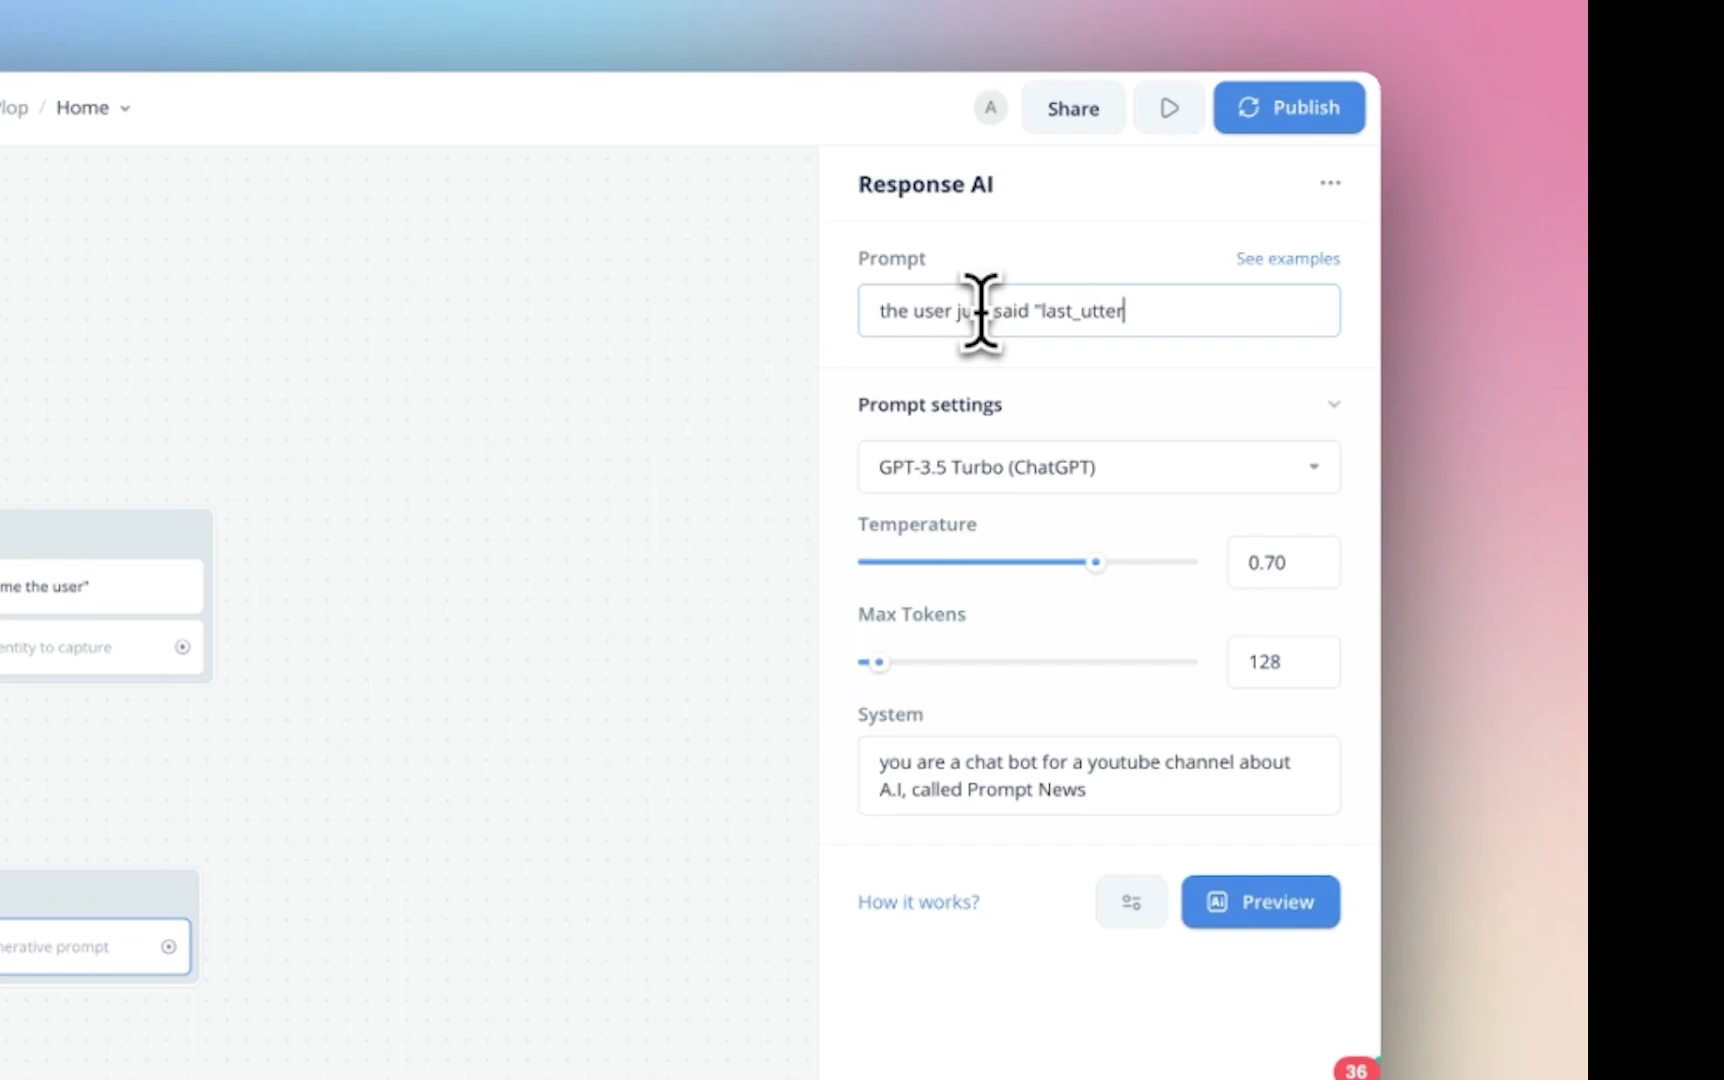 lop / Home
A
Share
Publish
Response AI
Prompt
See examples
the user ju said "last_utter
Prompt settings
GPT-3.5 Turbo (ChatGPT)
Temperature
0.70
me the user"
Max Tokens
entity to capture
128
System
you are a chat bot for a youtube channel about
A.I, called Prompt News
How it works?
Ai Preview
nerative prompt
36